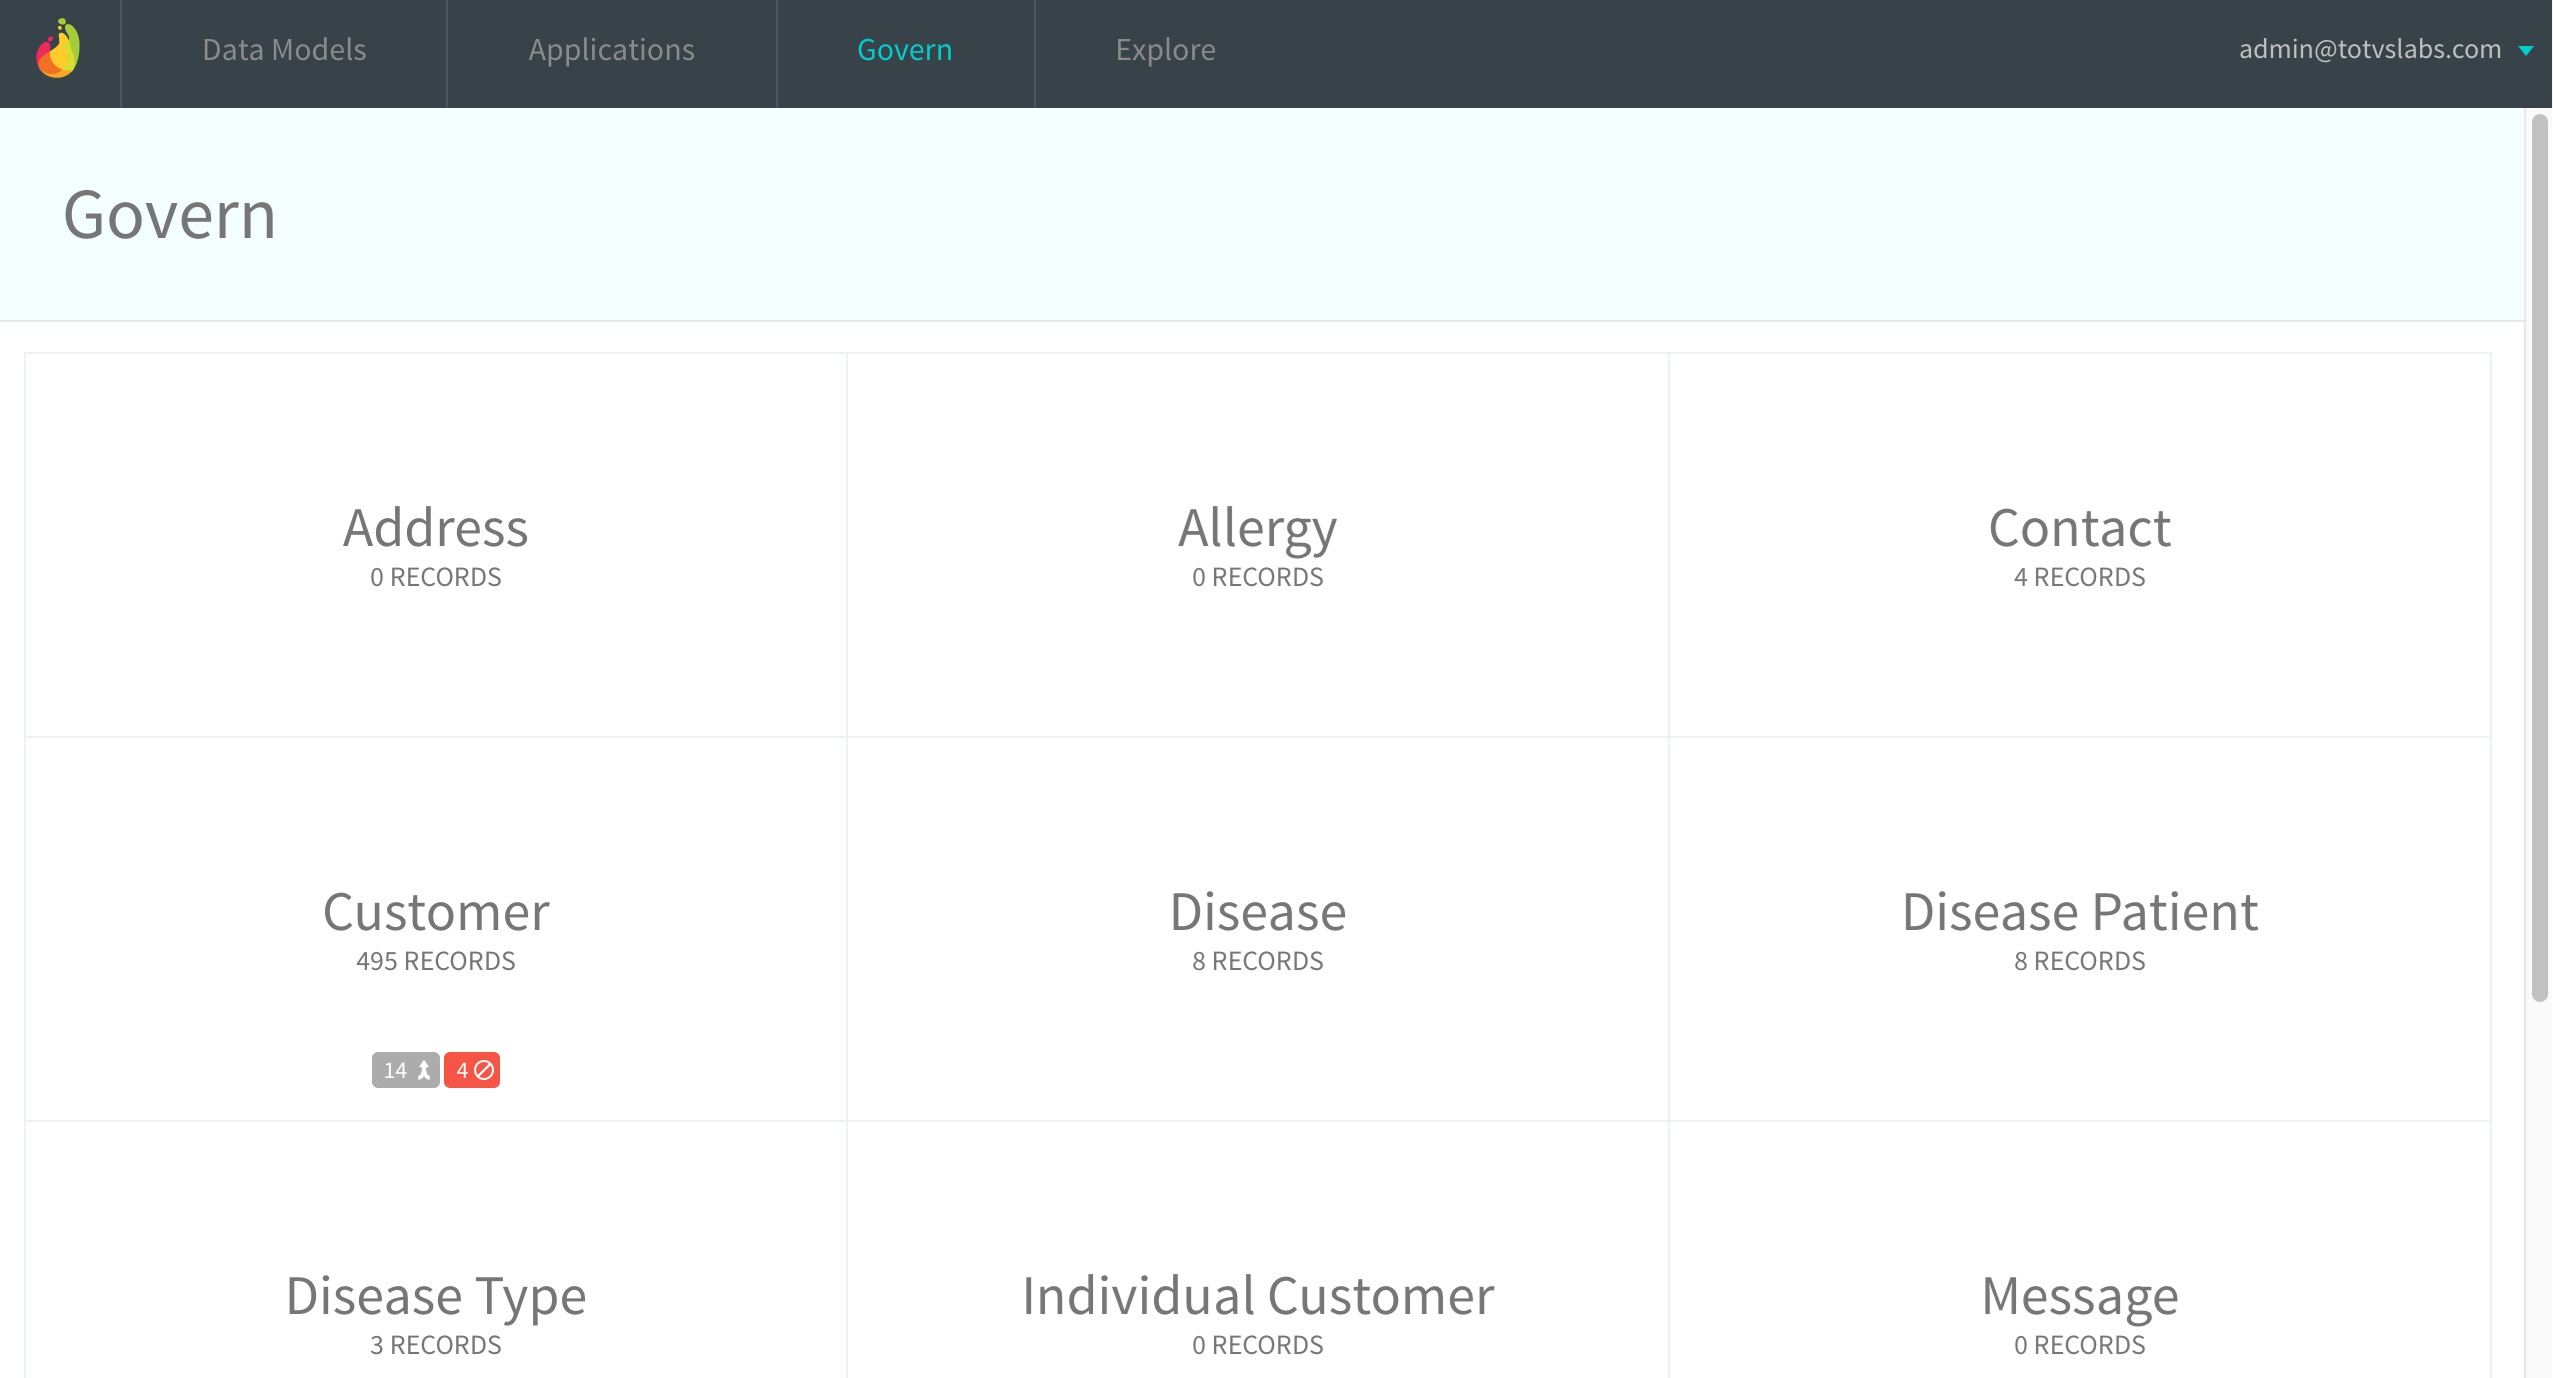 Data Models
Applications
Govern
Explore
admin@totvslabs.com
Govern
Address
0 RECORDS
Allergy
0 RECORDS
Contact
4 RECORDS
Customer
495 RECORDS
14
4
Disease
8 RECORDS
Disease Patient
8 RECORDS
Disease Type
3 RECORDS
Individual Customer
0 RECORDS
Message
0 RECORDS